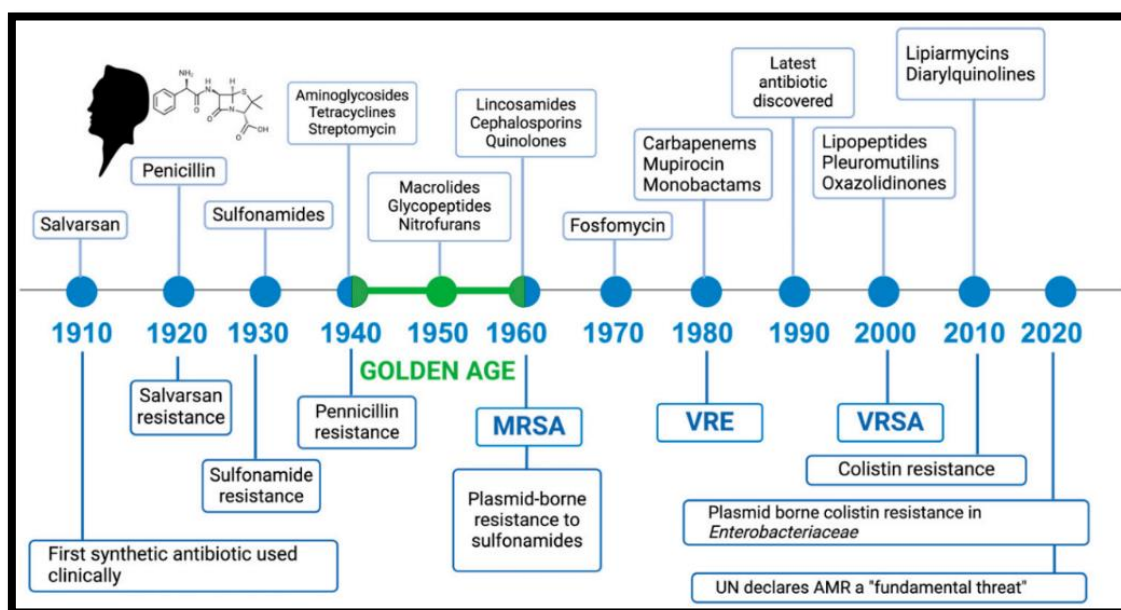 NH₂
H
N
H
S
O
N
O
OH
Salvarsan
Penicillin
Sulfonamides
Aminoglycosides
Tetracyclines
Streptomycin
Macrolides
Glycopeptides
Nitrofurans
Lincosamides
Cephalosporins
Quinolones
Fosfomycin
Carbapenems
Mupirocin
Monobactams
Latest
antibiotic
discovered
Lipopeptides
Pleuromutilins
Oxazolidinones
Lipiarmycins
Diarylquinolines
1910 1920 1930 1940 1950 1960 1970 1980 1990 2000 2010 2020
GOLDEN AGE
First synthetic antibiotic used
clinically
Salvarsan
resistance
Sulfonamide
resistance
Pennicillin
resistance
MRSA
Plasmid-borne
resistance to
sulfonamides
VRE
VRSA
Colistin resistance
Plasmid borne colistin resistance in
Enterobacteriaceae
UN declares AMR a "fundamental threat"